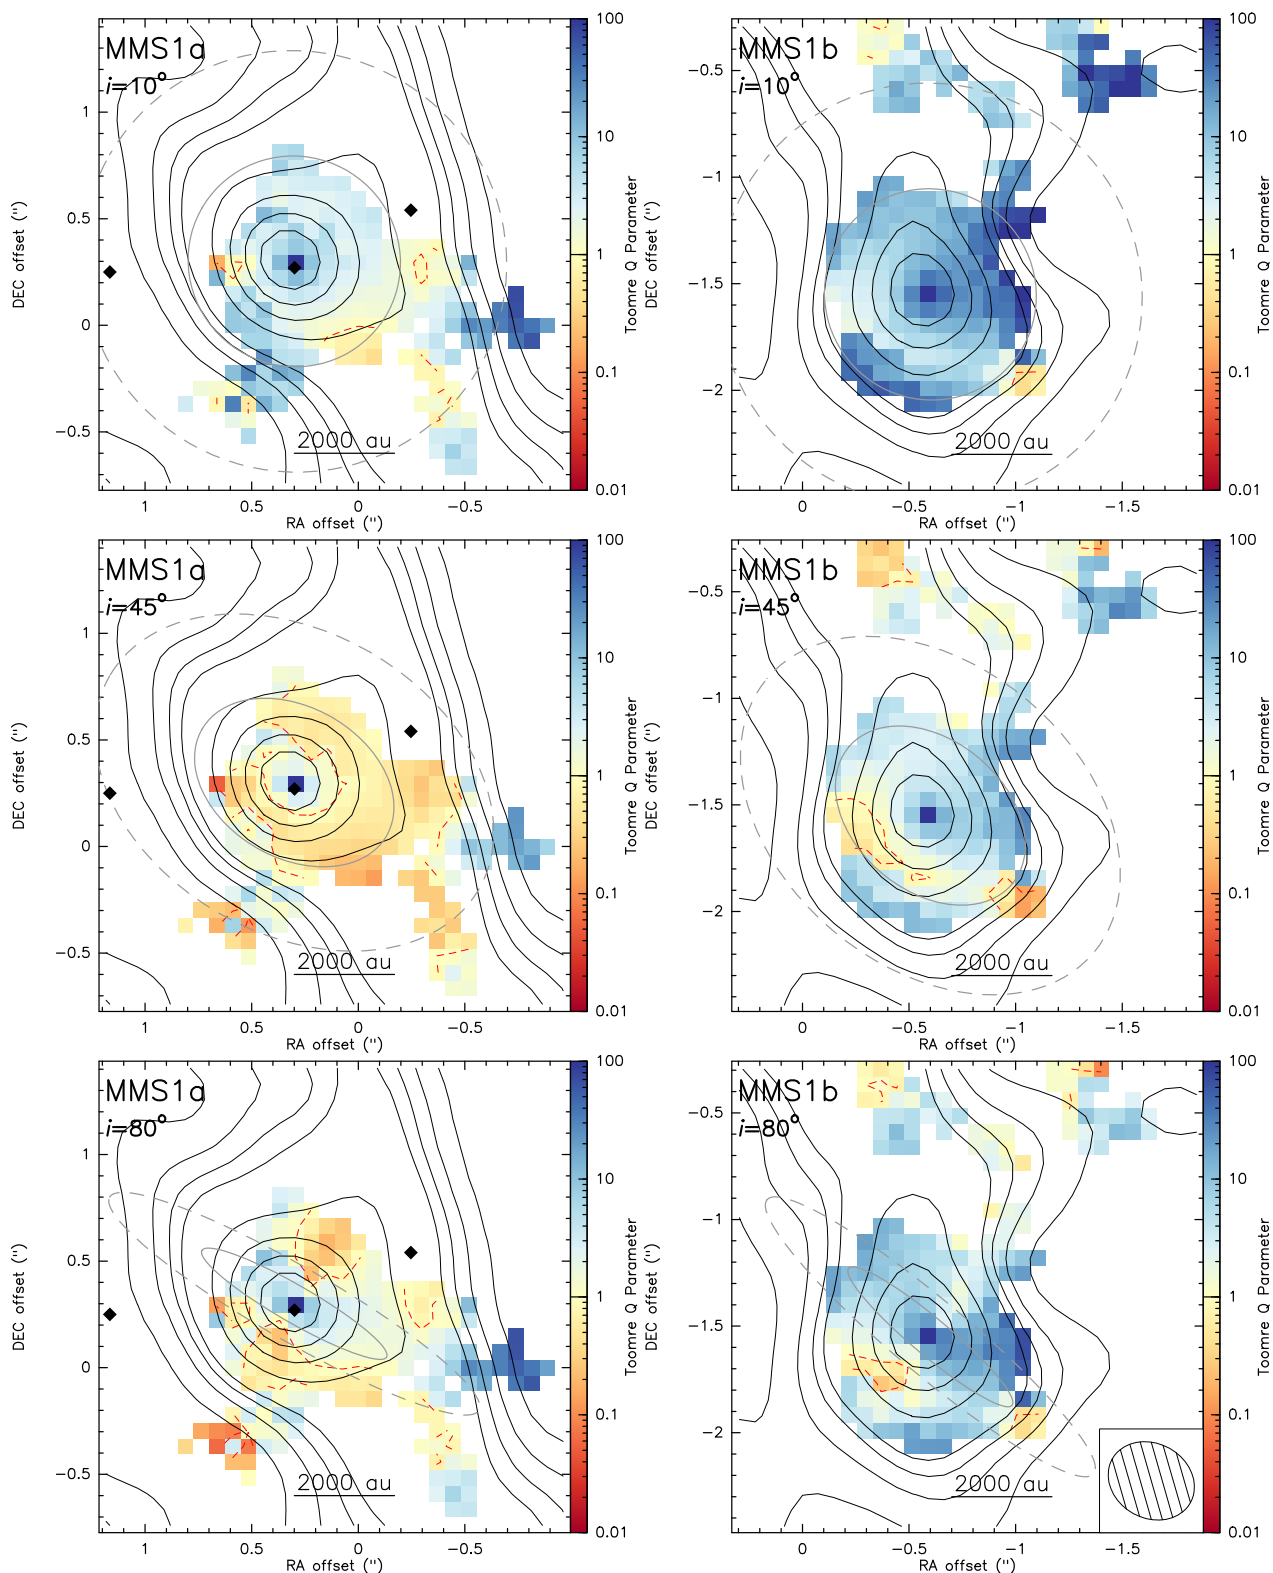 MMS1a
i=10°
1
0.5
0
−0.5
DEC offset (")
2000 au
1
0.5
0
−0.5
RA offset (")
100
10
1
0.1
0.01
Toomre Q Parameter
MMS1b
i=10°
−0.5
−1
−1.5
−2
DEC offset (")
2000 au
0
−0.5
−1
−1.5
RA offset (")
100
10
1
0.1
0.01
Toomre Q Parameter
MMS1a
i=45°
1
0.5
0
−0.5
DEC offset (")
2000 au
1
0.5
0
−0.5
RA offset (")
100
10
1
0.1
0.01
Toomre Q Parameter
MMS1b
i=45°
−0.5
−1
−1.5
−2
DEC offset (")
2000 au
0
−0.5
−1
−1.5
RA offset (")
100
10
1
0.1
0.01
Toomre Q Parameter
MMS1a
i=80°
1
0.5
0
−0.5
DEC offset (")
2000 au
1
0.5
0
−0.5
RA offset (")
100
10
1
0.1
0.01
Toomre Q Parameter
MMS1b
i=80°
−0.5
−1
−1.5
−2
DEC offset (")
2000 au
0
−0.5
−1
−1.5
RA offset (")
100
10
1
0.1
0.01
Toomre Q Parameter